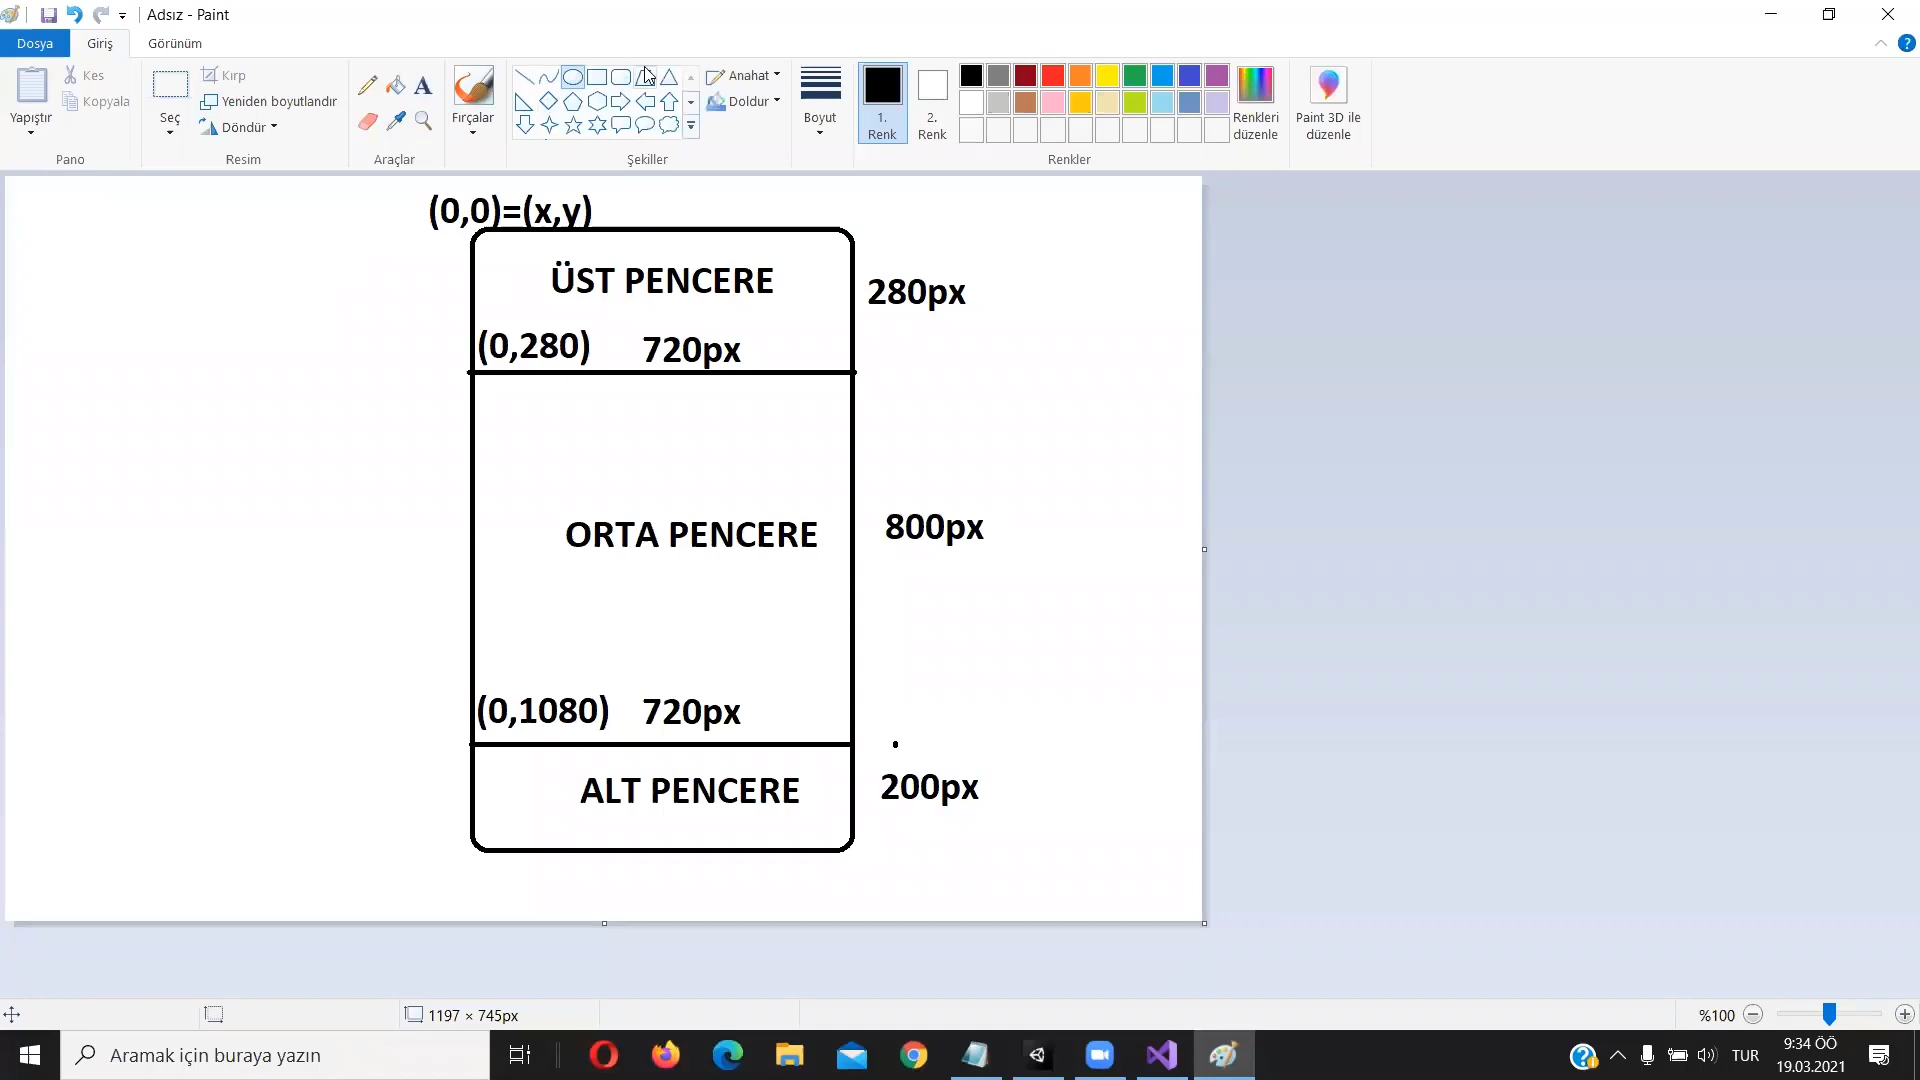 Adsız - Paint
Dosya
Giriş
Görünüm
Yapıştır
Kes
Kopyala
Pano
Seç
Kırp
Yeniden boyutlandır
Döndür
Resim
A
Araçlar
Fırçalar
Anahat
Doldur
Şekiller
Boyut
1.
Renk
2.
Renk
Renkleri
düzenle
Renkler
Paint 3D ile
düzenle
(0,0)=(x,y)
ÜST PENCERE
280px
(0,280) 720px
ORTA PENCERE
800px
(0,1080) 720px
ALT PENCERE
200px
1197 × 745px
%100
Aramak için buraya yazın
TUR
9:34 ÖÖ
19.03.2021